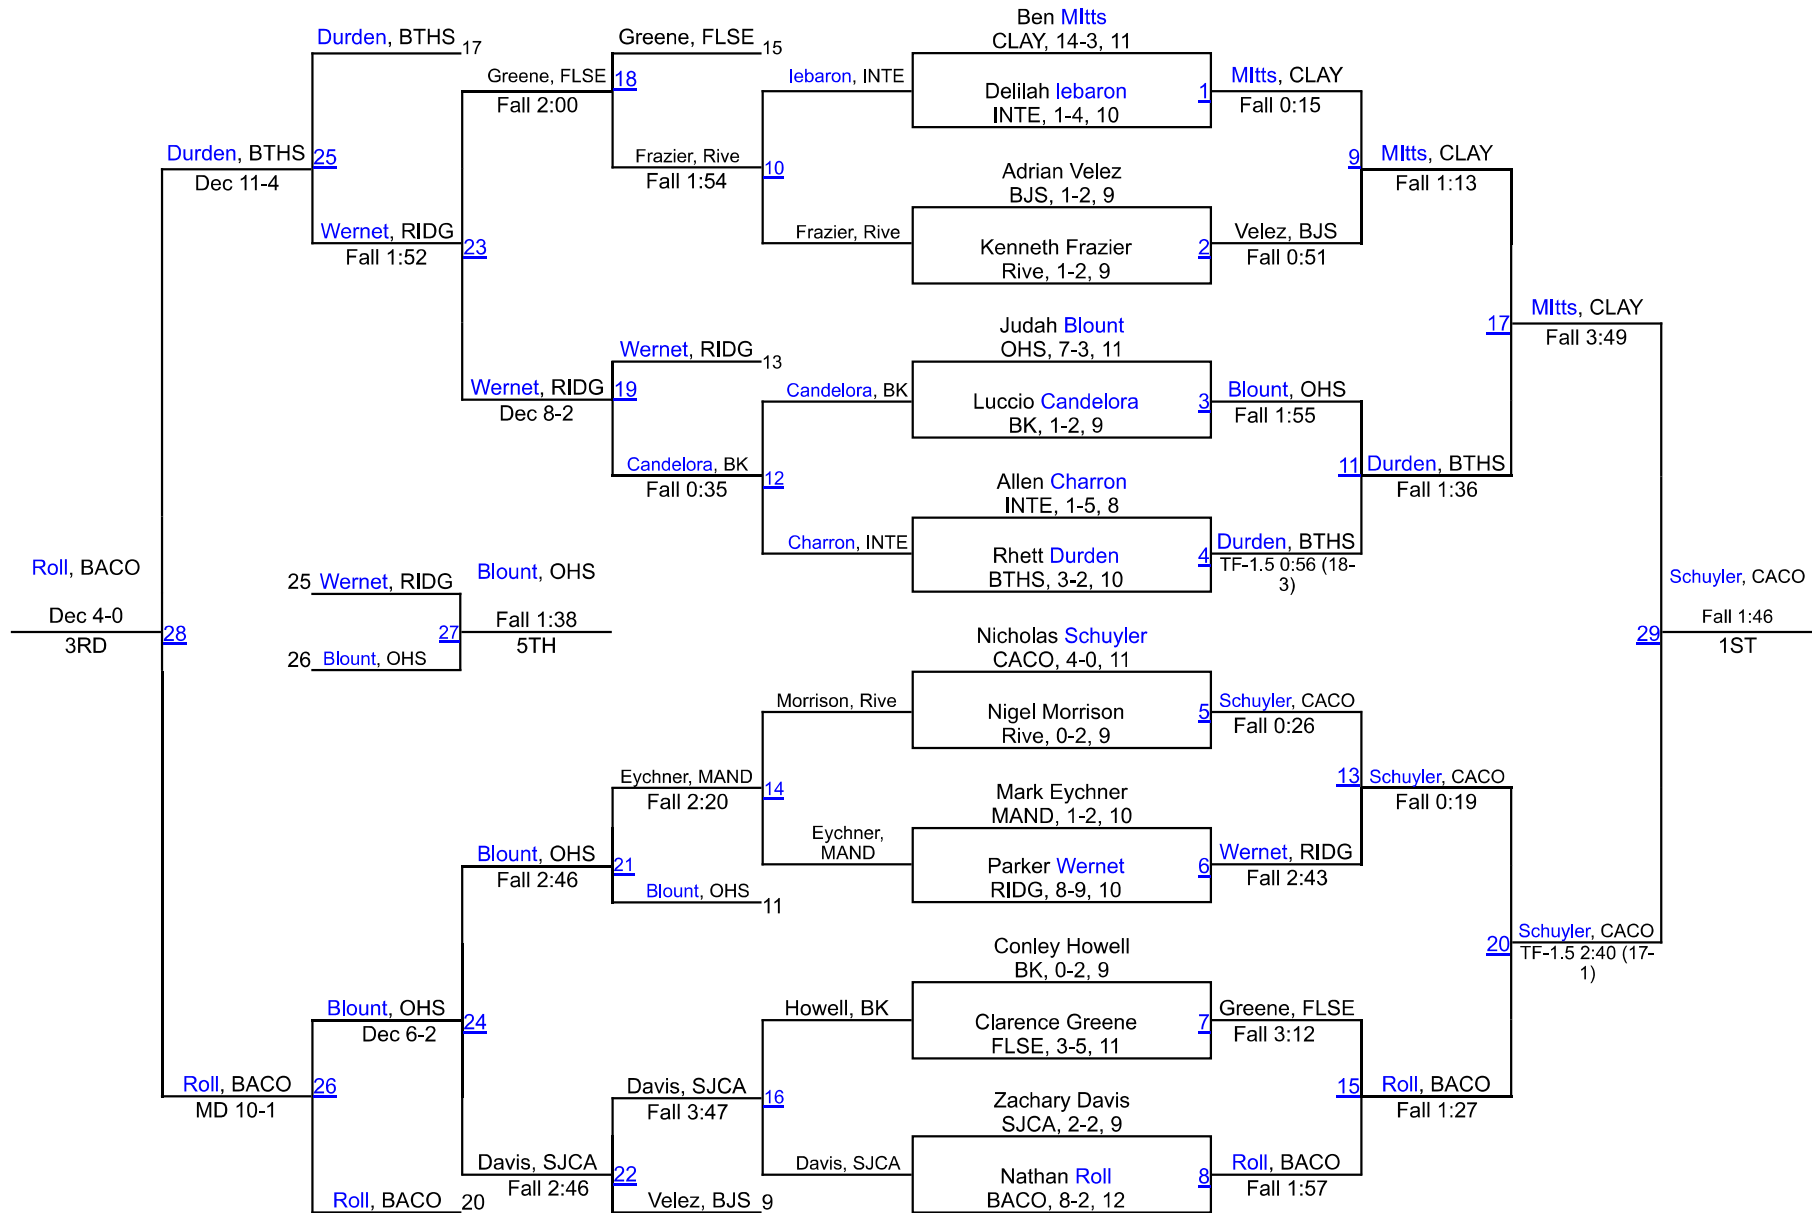 Ben MItts
CLAY, 14-3, 11
Durden, BTHS 17
Greene, FLSE 15
Greene, FLSE 18
Fall 2:00
Iebaron, INTE
Delilah Iebaron 1
INTE, 1-4, 10
MItts, CLAY
Fall 0:15
Durden, BTHS 25
Dec 11-4
Frazier, Rive 10
Fall 1:54
Adrian Velez
BJS, 1-2, 9
9 MItts, CLAY
Fall 1:13
Wernet, RIDG 23
Fall 1:52
Frazier, Rive
Kenneth Frazier 2
Rive, 1-2, 9
Velez, BJS
Fall 0:51
Judah Blount
OHS, 7-3, 11
17 MItts, CLAY
Fall 3:49
Wernet, RIDG 13
Wernet, RIDG 19
Dec 8-2
Candelora, BK
Luccio Candelora 3
BK, 1-2, 9
Blount, OHS
Fall 1:55
Candelora, BK 12
Fall 0:35
Allen Charron
INTE, 1-5, 8
11 Durden, BTHS
Fall 1:36
Charron, INTE
Rhett Durden 4
BTHS, 3-2, 10
Durden, BTHS
TF-1.5 0:56 (18-
3)
Roll, BACO
Dec 4-0
3RD
28
25 Wernet, RIDG
26 Blount, OHS
27
Blount, OHS
Fall 1:38
5TH
Schuyler, CACO
29 Fall 1:46
1ST
Nicholas Schuyler
CACO, 4-0, 11
Morrison, Rive
Nigel Morrison 5
Rive, 0-2, 9
Schuyler, CACO
Fall 0:26
Eychner, MAND 14
Fall 2:20
Mark Eychner
MAND, 1-2, 10
13 Schuyler, CACO
Fall 0:19
Eychner,
MAND
Blount, OHS 21
Fall 2:46
Blount, OHS 11
Parker Wernet 6
RIDG, 8-9, 10
Wernet, RIDG
Fall 2:43
Conley Howell
BK, 0-2, 9
20 Schuyler, CACO
TF-1.5 2:40 (17-
1)
Blount, OHS 24
Dec 6-2
Howell, BK
Clarence Greene 7
FLSE, 3-5, 11
Greene, FLSE
Fall 3:12
Roll, BACO 26
MD 10-1
Davis, SJCA 16
Fall 3:47
Zachary Davis
SJCA, 2-2, 9
15 Roll, BACO
Fall 1:27
Davis, SJCA 22
Fall 2:46
Davis, SJCA
Nathan Roll 8
BACO, 8-2, 12
Roll, BACO
Fall 1:57
Roll, BACO 20
Velez, BJS 9